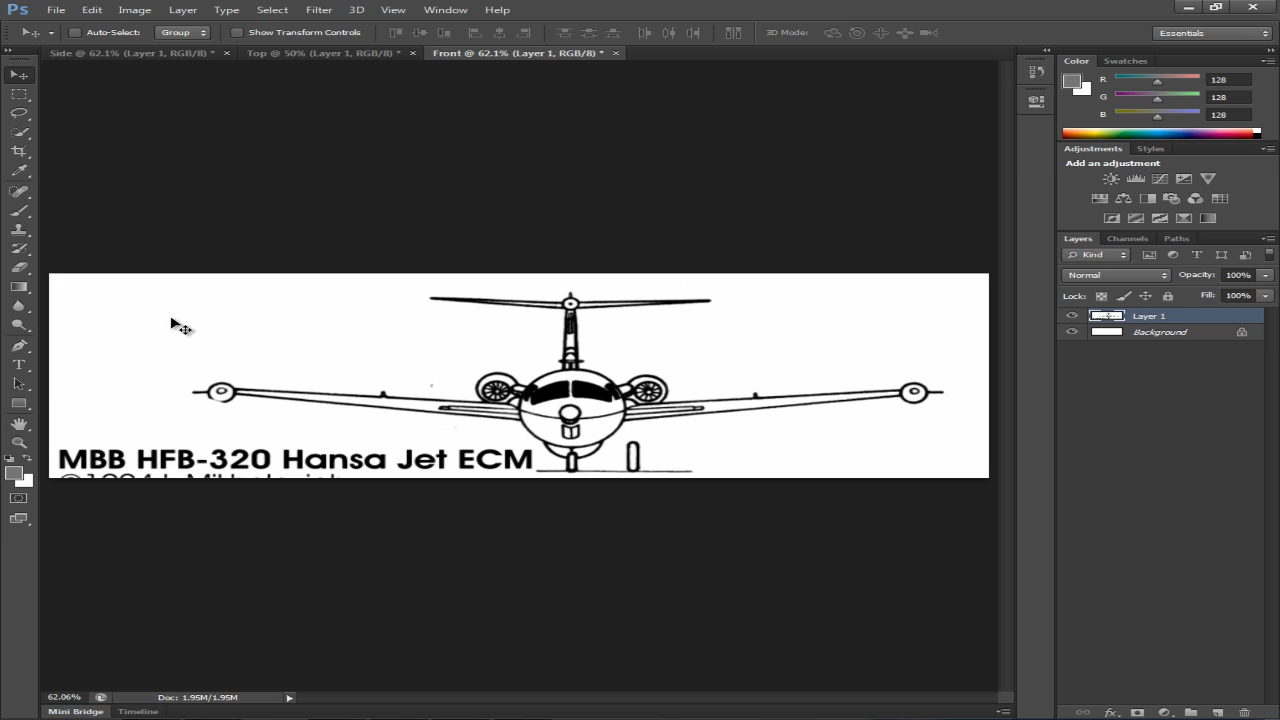 Ps File Edit Image Layer Type Select Filter 3D View Window Help
Auto-Select: Group Show Transform Controls 3D Mode: Essentials
Side @ 62.1% (Layer 1, RGB/8) * × Top @ 50% (Layer 1, RGB/8) * × Front @ 62.1% (Layer 1, RGB/8) * ×
Color Swatches
R 128
G 128
B 128
Adjustments Styles
Add an adjustment
Layers Channels Paths
Kind
Normal Opacity: 100%
Lock: Fill: 100%
Layer 1
Background
MBB HFB-320 Hansa Jet ECM
62.06% Doc: 1.95M/1.95M
Mini Bridge Timeline